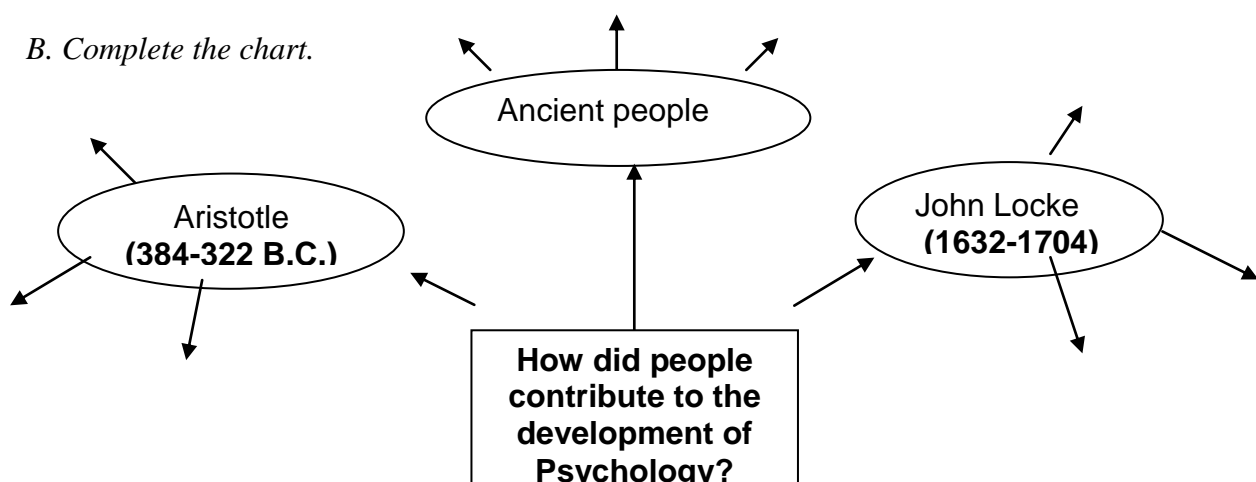 B. Complete the chart.
Ancient people
Aristotle
(384-322 B.C.)
John Locke
(1632-1704)
How did people
contribute to the
development of
Psychology?